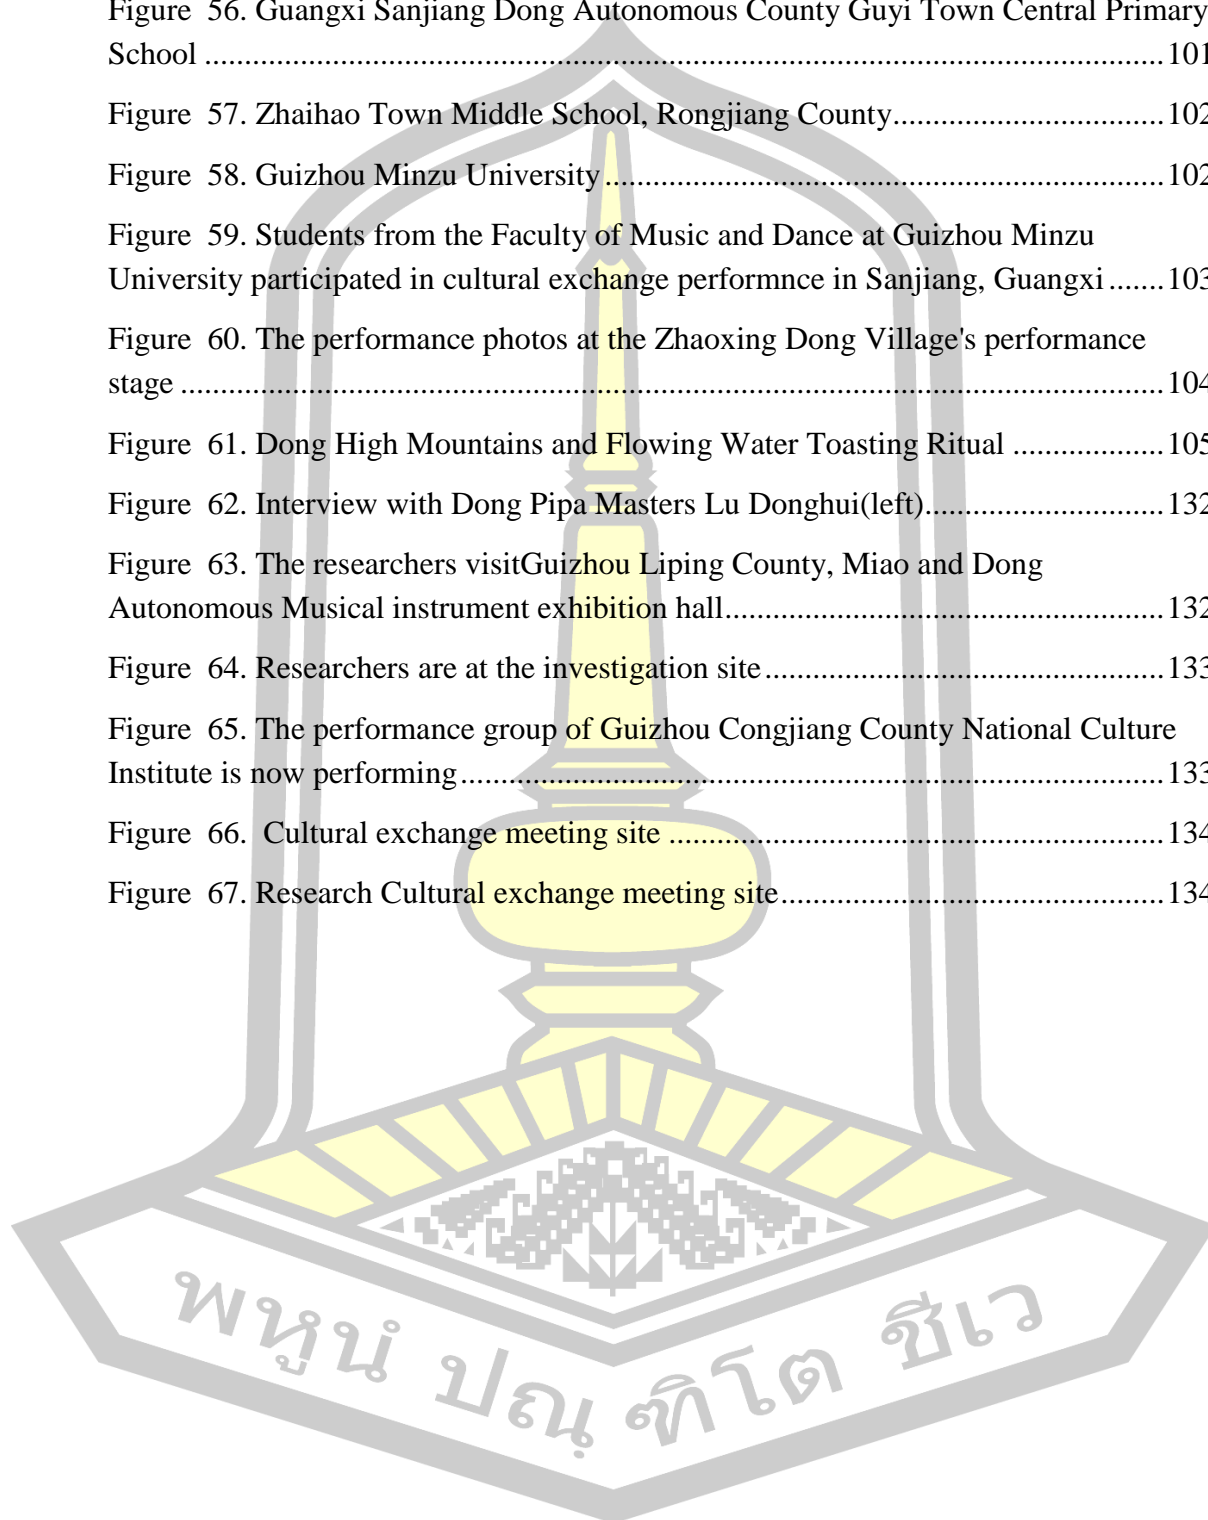 Figure 56. Guangxi Sanjiang Dong Autonomous County Guyi Town Central Primary
School ........................................................................................................101
Figure 57. Zhaihao Town Middle School, Rongjiang County.............................102
Figure 58. Guizhou Minzu University............................................................102
Figure 59. Students from the Faculty of Music and Dance at Guizhou Minzu
University participated in cultural exchange performnce in Sanjiang, Guangxi.......103
Figure 60. The performance photos at the Zhaoxing Dong Village's performance
stage ...........................................................................................................104
Figure 61. Dong High Mountains and Flowing Water Toasting Ritual ................105
Figure 62. Interview with Dong Pipa Masters Lu Donghui(left).........................132
Figure 63. The researchers visitGuizhou Liping County, Miao and Dong
Autonomous Musical instrument exhibition hall...............................................132
Figure 64. Researchers are at the investigation site...........................................133
Figure 65. The performance group of Guizhou Congjiang County National Culture
Institute is now performing............................................................................133
Figure 66. Cultural exchange meeting site .....................................................134
Figure 67. Research Cultural exchange meeting site.........................................134
พหูนํ ปณฺฑิโต ชีเว